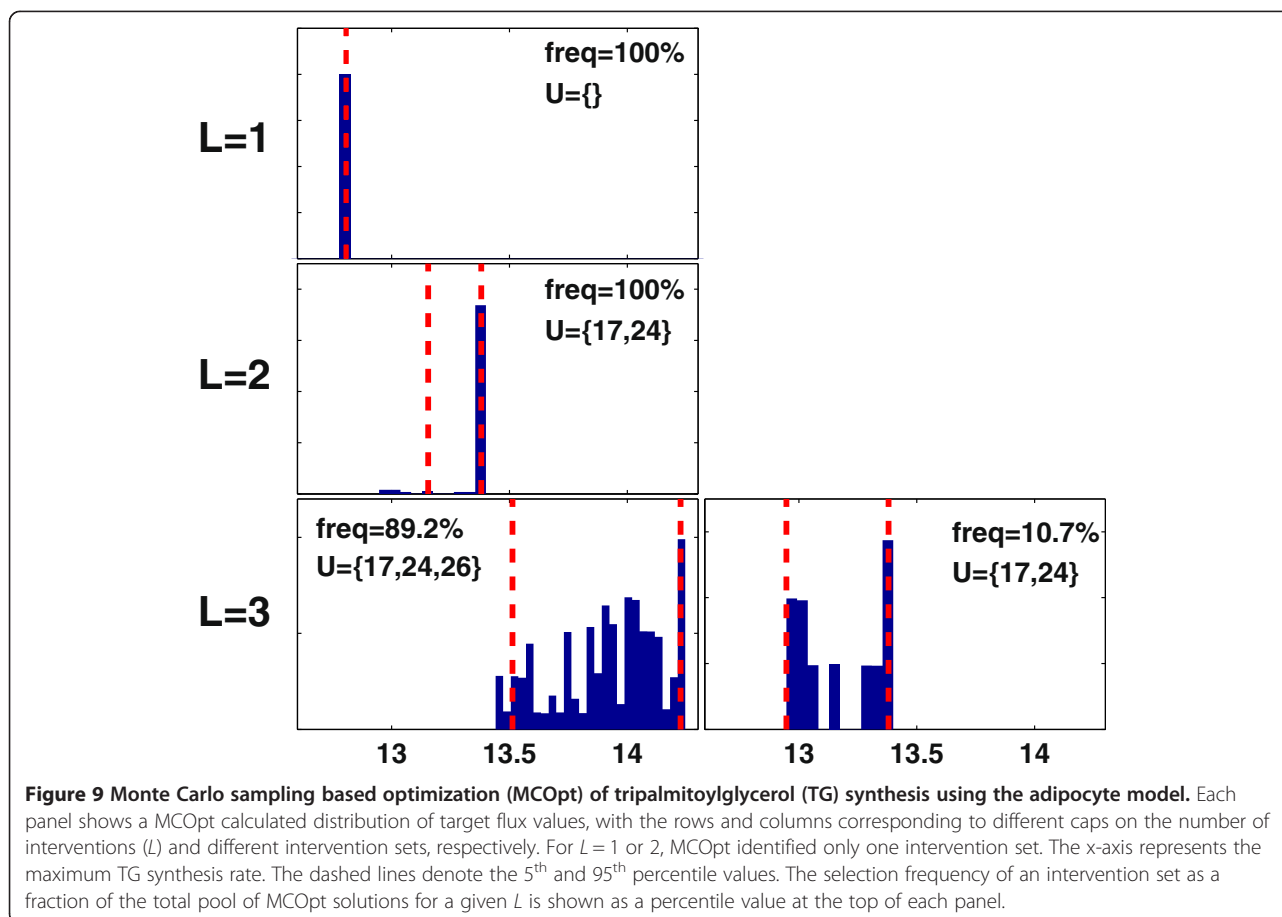 L=1
freq=100%
U={}
L=2
freq=100%
U={17,24}
L=3
freq=89.2%
U={17,24,26}
freq=10.7%
U={17,24}
13 13.5 14 13 13.5 14
Figure 9 Monte Carlo sampling based optimization (MCOpt) of tripalmitoylglycerol (TG) synthesis using the adipocyte model. Each
panel shows a MCOpt calculated distribution of target flux values, with the rows and columns corresponding to different caps on the number of
interventions (L) and different intervention sets, respectively. For L = 1 or 2, MCOpt identified only one intervention set. The x-axis represents the
maximum TG synthesis rate. The dashed lines denote the 5th and 95th percentile values. The selection frequency of an intervention set as a
fraction of the total pool of MCOpt solutions for a given L is shown as a percentile value at the top of each panel.